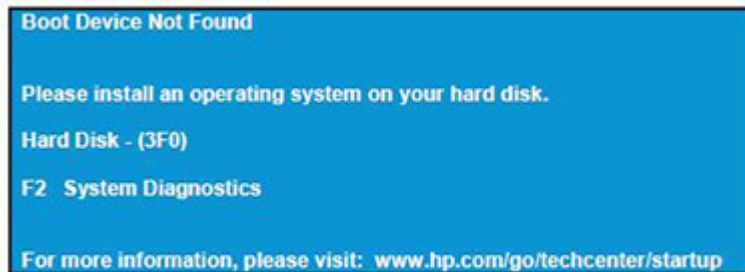 Boot Device Not Found
Please install an operating system on your hard disk.
Hard Disk - (3F0)
F2 System Diagnostics
For more information, please visit: www.hp.com/go/techcenter/startup